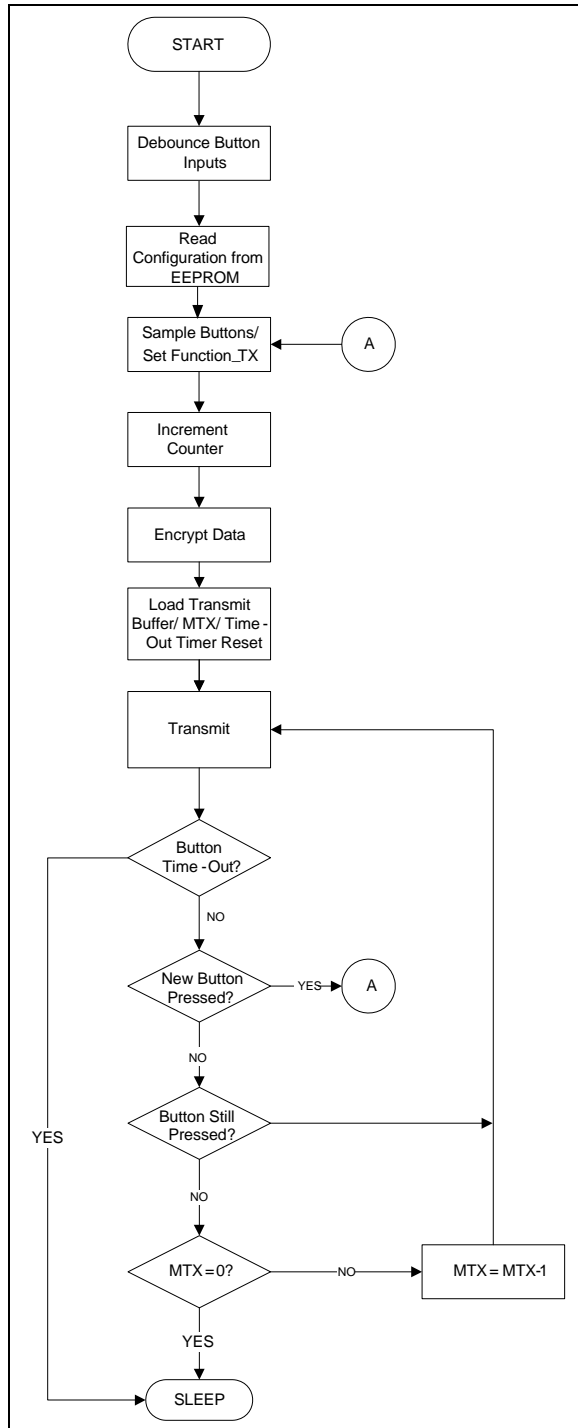 START
Debounce Button
Inputs
Read
Configuration from
EEPROM
Sample Buttons/
Set Function_TX
A
Increment
Counter
Encrypt Data
Load Transmit
Buffer/ MTX/ Time -
Out Timer Reset
Transmit
Button
Time -Out?
NO
New Button
Pressed?
YES
A
NO
Button Still
Pressed?
YES
NO
MTX = 0?
NO
MTX = MTX-1
YES
SLEEP